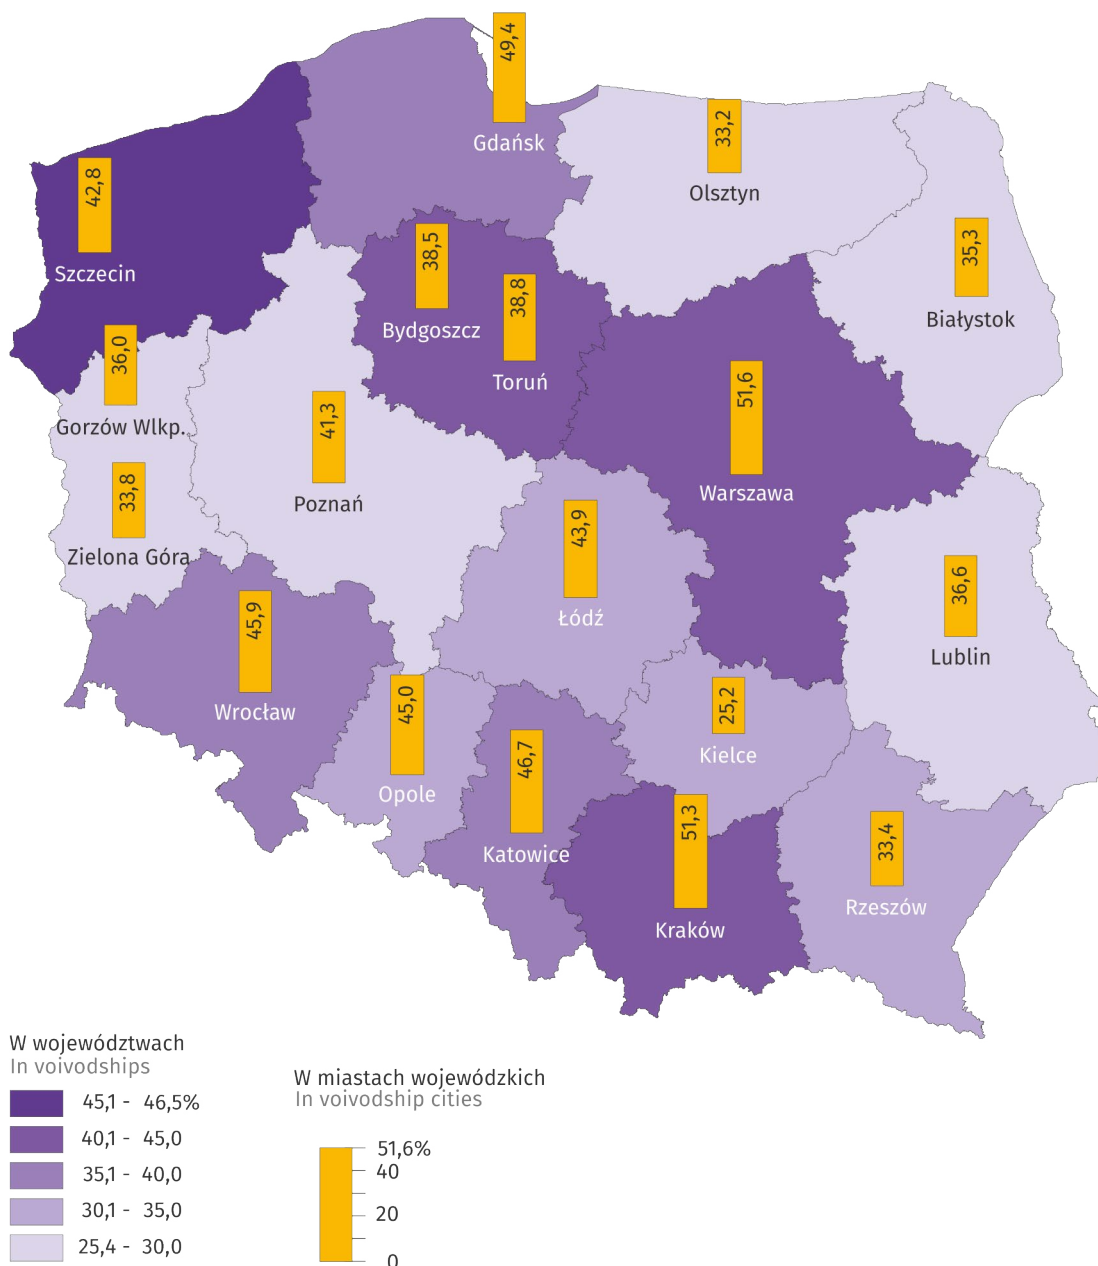 49,4
Gdańsk
33,2
Olsztyn
42,8
Szczecin
38,5
Bydgoszcz
38,8
Toruń
35,3
Białystok
36,0
Gorzów Wlkp.
41,3
Poznań
51,6
Warszawa
33,8
Zielona Góra
43,9
Łódź
36,6
Lublin
45,9
Wrocław
45,0
Opole
46,7
Katowice
25,2
Kielce
51,3
Kraków
33,4
Rzeszów
W województwach
In voivodships
45,1 - 46,5%
40,1 - 45,0
35,1 - 40,0
30,1 - 35,0
25,4 - 30,0
W miastach wojewódzkich
In voivodship cities
51,6%
40
20
0